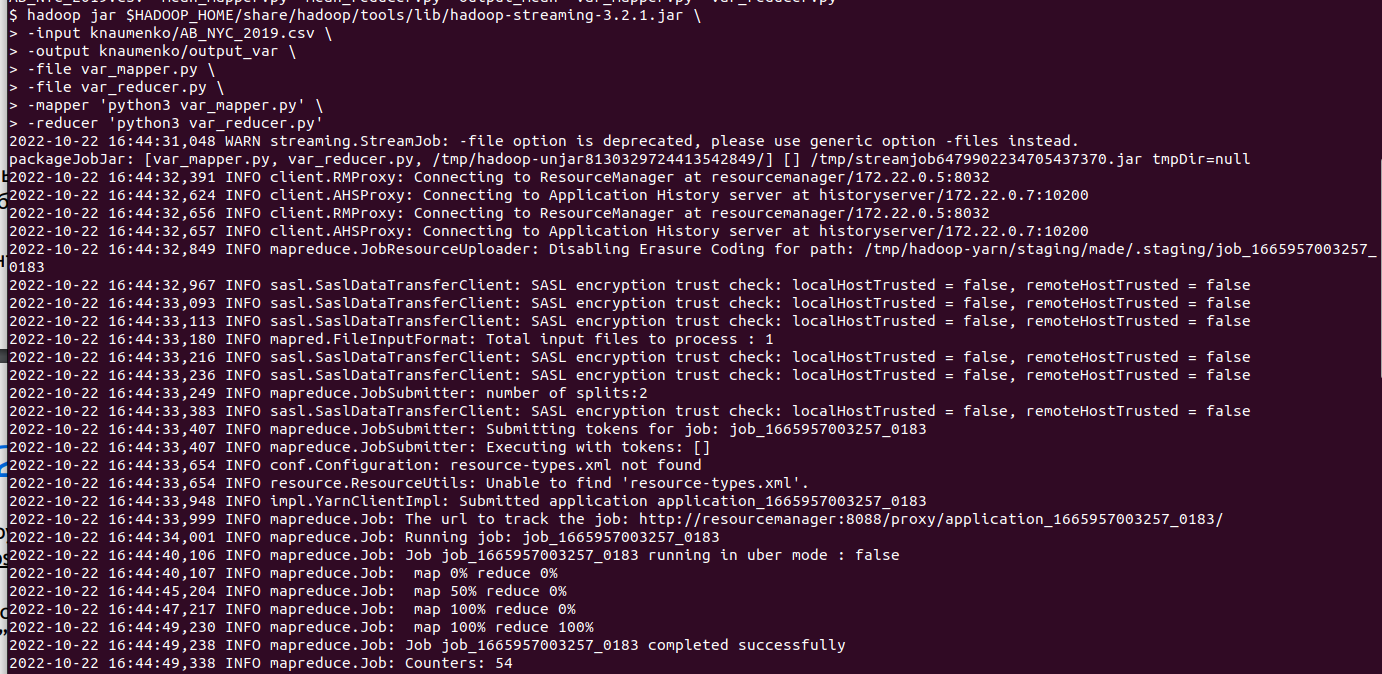 $ hadoop jar $HADOOP_HOME/share/hadoop/tools/lib/hadoop-streaming-3.2.1.jar \
> -input knaumenko/AB_NYC_2019.csv \
> -output knaumenko/output_var \
> -file var_mapper.py \
> -file var_reducer.py \
> -mapper 'python3 var_mapper.py' \
> -reducer 'python3 var_reducer.py'
2022-10-22 16:44:31,048 WARN streaming.StreamJob: -file option is deprecated, please use generic option -files instead.
packageJobJar: [var_mapper.py, var_reducer.py, /tmp/hadoop-unjar8130329724413542849/] [] /tmp/streamjob6479902234705437370.jar tmpDir=null
2022-10-22 16:44:32,391 INFO client.RMProxy: Connecting to ResourceManager at resourcemanager/172.22.0.5:8032
2022-10-22 16:44:32,624 INFO client.AHSProxy: Connecting to Application History server at historyserver/172.22.0.7:10200
2022-10-22 16:44:32,656 INFO client.RMProxy: Connecting to ResourceManager at resourcemanager/172.22.0.5:8032
2022-10-22 16:44:32,657 INFO client.AHSProxy: Connecting to Application History server at historyserver/172.22.0.7:10200
2022-10-22 16:44:32,849 INFO mapreduce.JobResourceUploader: Disabling Erasure Coding for path: /tmp/hadoop-yarn/staging/made/.staging/job_1665957003257_
0183
2022-10-22 16:44:32,967 INFO sasl.SaslDataTransferClient: SASL encryption trust check: localHostTrusted = false, remoteHostTrusted = false
2022-10-22 16:44:33,093 INFO sasl.SaslDataTransferClient: SASL encryption trust check: localHostTrusted = false, remoteHostTrusted = false
2022-10-22 16:44:33,113 INFO sasl.SaslDataTransferClient: SASL encryption trust check: localHostTrusted = false, remoteHostTrusted = false
2022-10-22 16:44:33,180 INFO mapred.FileInputFormat: Total input files to process : 1
2022-10-22 16:44:33,216 INFO sasl.SaslDataTransferClient: SASL encryption trust check: localHostTrusted = false, remoteHostTrusted = false
2022-10-22 16:44:33,236 INFO sasl.SaslDataTransferClient: SASL encryption trust check: localHostTrusted = false, remoteHostTrusted = false
2022-10-22 16:44:33,249 INFO mapreduce.JobSubmitter: number of splits:2
2022-10-22 16:44:33,383 INFO sasl.SaslDataTransferClient: SASL encryption trust check: localHostTrusted = false, remoteHostTrusted = false
2022-10-22 16:44:33,407 INFO mapreduce.JobSubmitter: Submitting tokens for job: job_1665957003257_0183
2022-10-22 16:44:33,407 INFO mapreduce.JobSubmitter: Executing with tokens: []
2022-10-22 16:44:33,654 INFO conf.Configuration: resource-types.xml not found
2022-10-22 16:44:33,654 INFO resource.ResourceUtils: Unable to find 'resource-types.xml'.
2022-10-22 16:44:33,948 INFO impl.YarnClientImpl: Submitted application application_1665957003257_0183
2022-10-22 16:44:33,999 INFO mapreduce.Job: The url to track the job: http://resourcemanager:8088/proxy/application_1665957003257_0183/
2022-10-22 16:44:34,001 INFO mapreduce.Job: Running job: job_1665957003257_0183
2022-10-22 16:44:40,106 INFO mapreduce.Job: Job job_1665957003257_0183 running in uber mode : false
2022-10-22 16:44:40,107 INFO mapreduce.Job:  map 0% reduce 0%
2022-10-22 16:44:45,204 INFO mapreduce.Job:  map 50% reduce 0%
2022-10-22 16:44:47,217 INFO mapreduce.Job:  map 100% reduce 0%
2022-10-22 16:44:49,230 INFO mapreduce.Job:  map 100% reduce 100%
2022-10-22 16:44:49,238 INFO mapreduce.Job: Job job_1665957003257_0183 completed successfully
2022-10-22 16:44:49,338 INFO mapreduce.Job: Counters: 54